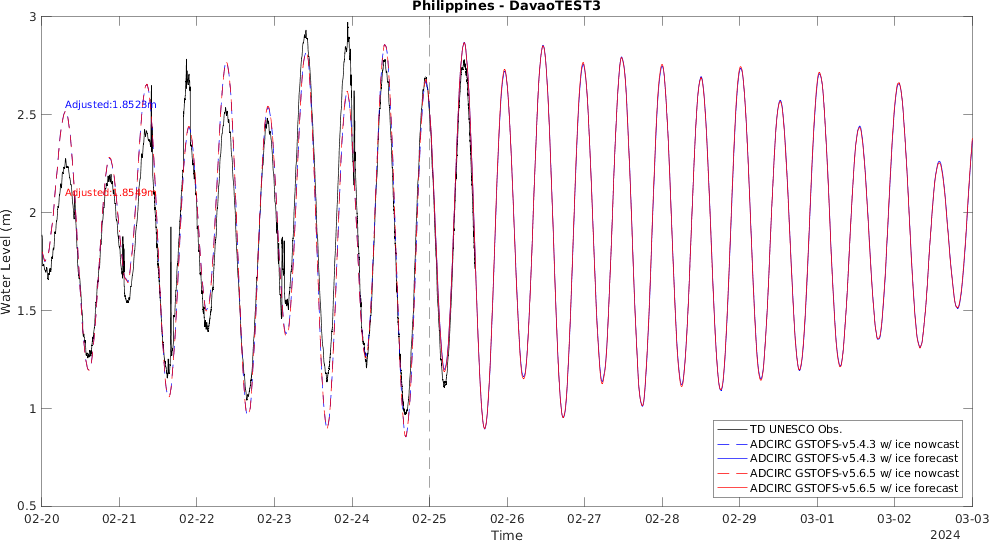 Philippines - DavaoTEST3
3
2.5
2
1.5
1
0.5
Water Level (m)
Adjusted:1.8523m
Adjusted:1.8549m
TD UNESCO Obs.
ADCIRC GSTOFS-v5.4.3 w/ ice nowcast
ADCIRC GSTOFS-v5.4.3 w/ ice forecast
ADCIRC GSTOFS-v5.6.5 w/ ice nowcast
ADCIRC GSTOFS-v5.6.5 w/ ice forecast
02-20 02-21 02-22 02-23 02-24 02-25 02-26 02-27 02-28 02-29 03-01 03-02 03-03
Time
2024